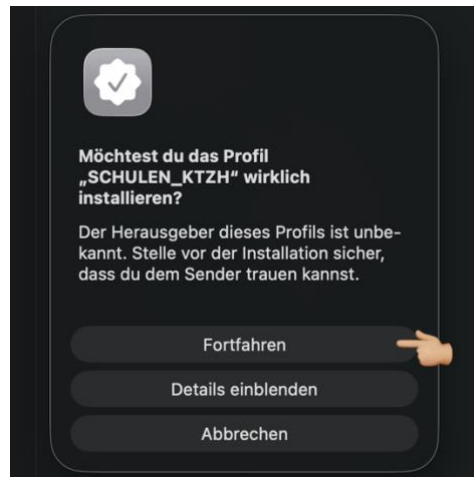 Möchtest du das Profil
„SCHULEN_KTZH“ wirklich
installieren?
Der Herausgeber dieses Profils ist unbe-
kannt. Stelle vor der Installation sicher,
dass du dem Sender trauen kannst.
Fortfahren
Details einblenden
Abbrechen